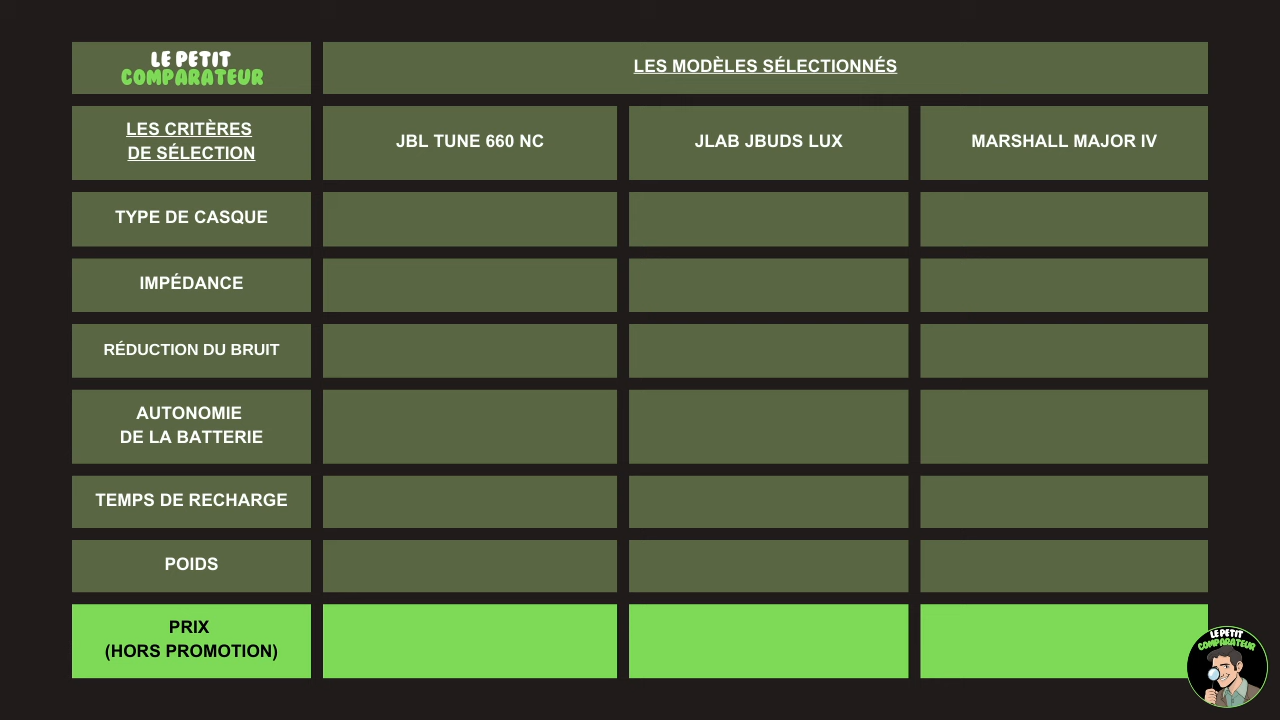 LE PETIT
COMPARATEUR
LES MODÈLES SÉLECTIONNÉS
LES CRITÈRES
DE SÉLECTION
JBL TUNE 660 NC
JLAB JBUDS LUX
MARSHALL MAJOR IV
TYPE DE CASQUE
IMPÉDANCE
RÉDUCTION DU BRUIT
AUTONOMIE
DE LA BATTERIE
TEMPS DE RECHARGE
POIDS
PRIX
(HORS PROMOTION)
LE PETIT
COMPARATEUR